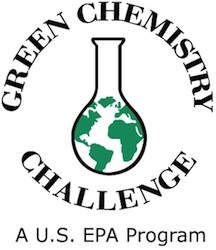 GREEN CHEMISTRY
CHALLENGE
A U.S. EPA Program